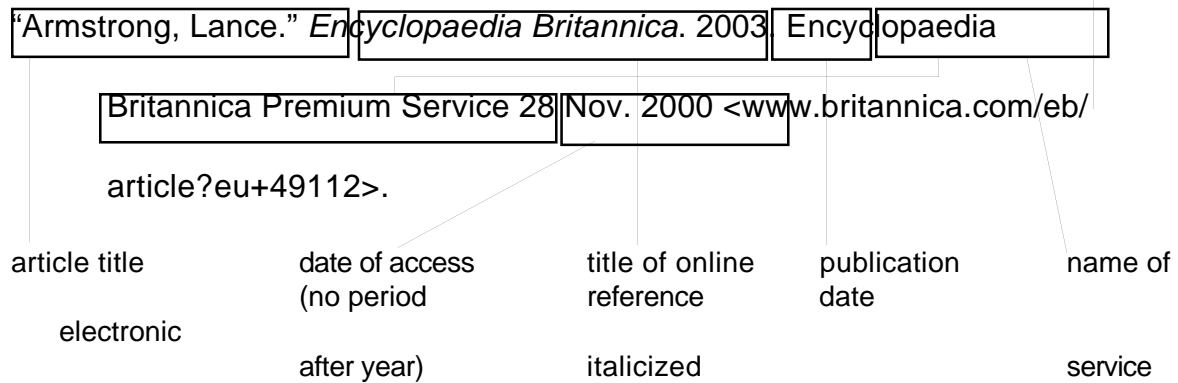 “Armstrong, Lance.” Encyclopaedia Britannica. 2003. Encyclopaedia
Britannica Premium Service 28 Nov. 2000 <www.britannica.com/eb/
article?eu+49112>.
article title date of access title of online publication name of
(no period reference date
electronic
after year) italicized service